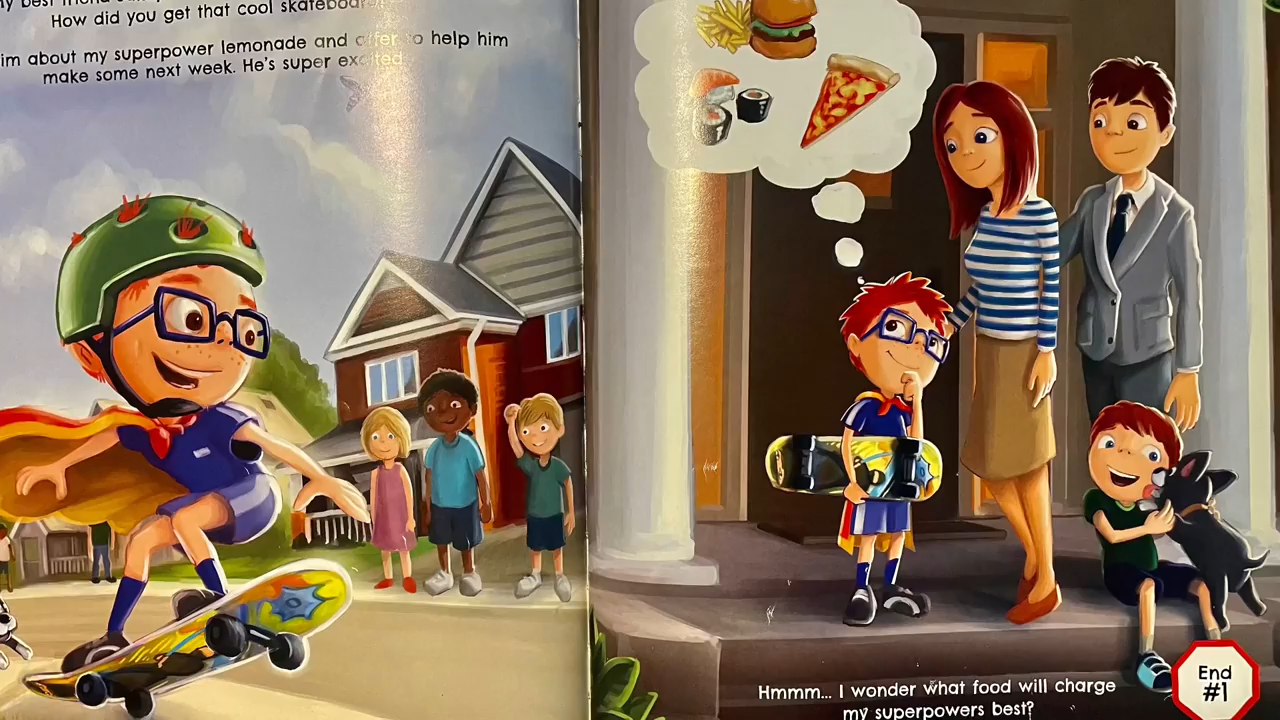 How did you get that cool skateboard
im about my superpower lemonade and offer to help him
make some next week. He's super excited
Hmmm... I wonder what food will charge
my superpowers best?
End
#1